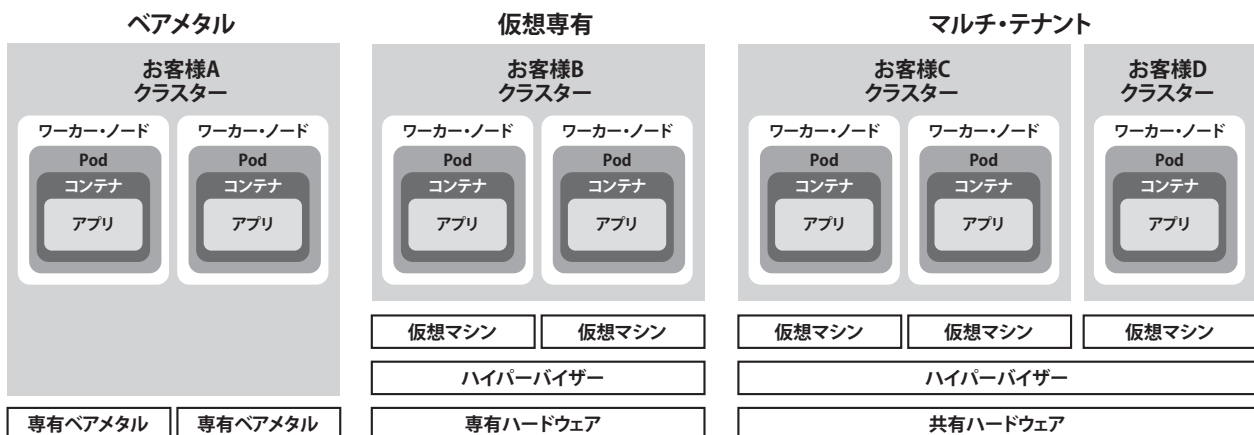 ベアメタル
お客様A
クラスター
ワーカー・ノード
Pod
コンテナ
アプリ
ワーカー・ノード
Pod
コンテナ
アプリ
専有ベアメタル
専有ベアメタル
仮想専有
お客様B
クラスター
ワーカー・ノード
Pod
コンテナ
アプリ
ワーカー・ノード
Pod
コンテナ
アプリ
仮想マシン
仮想マシン
ハイパーバイザー
専有ハードウェア
マルチ・テナント
お客様C
クラスター
ワーカー・ノード
Pod
コンテナ
アプリ
ワーカー・ノード
Pod
コンテナ
アプリ
お客様D
クラスター
ワーカー・ノード
Pod
コンテナ
アプリ
仮想マシン
仮想マシン
仮想マシン
ハイパーバイザー
共有ハードウェア